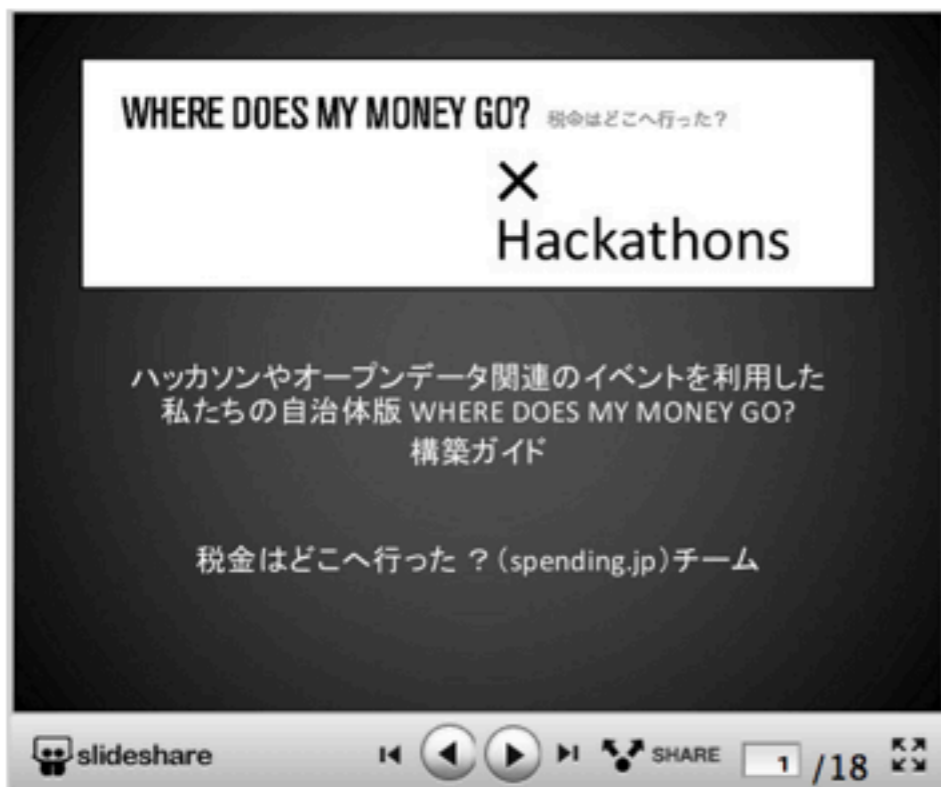 WHERE DOES MY MONEY GO? 税金はどこへ行った？
×
Hackathons
ハッカソンやオープンデータ関連のイベントを利用した
私たちの自治体版 WHERE DOES MY MONEY GO?
構築ガイド
税金はどこへ行った ？（spending.jp）チーム
slideshare SHARE 1 /18